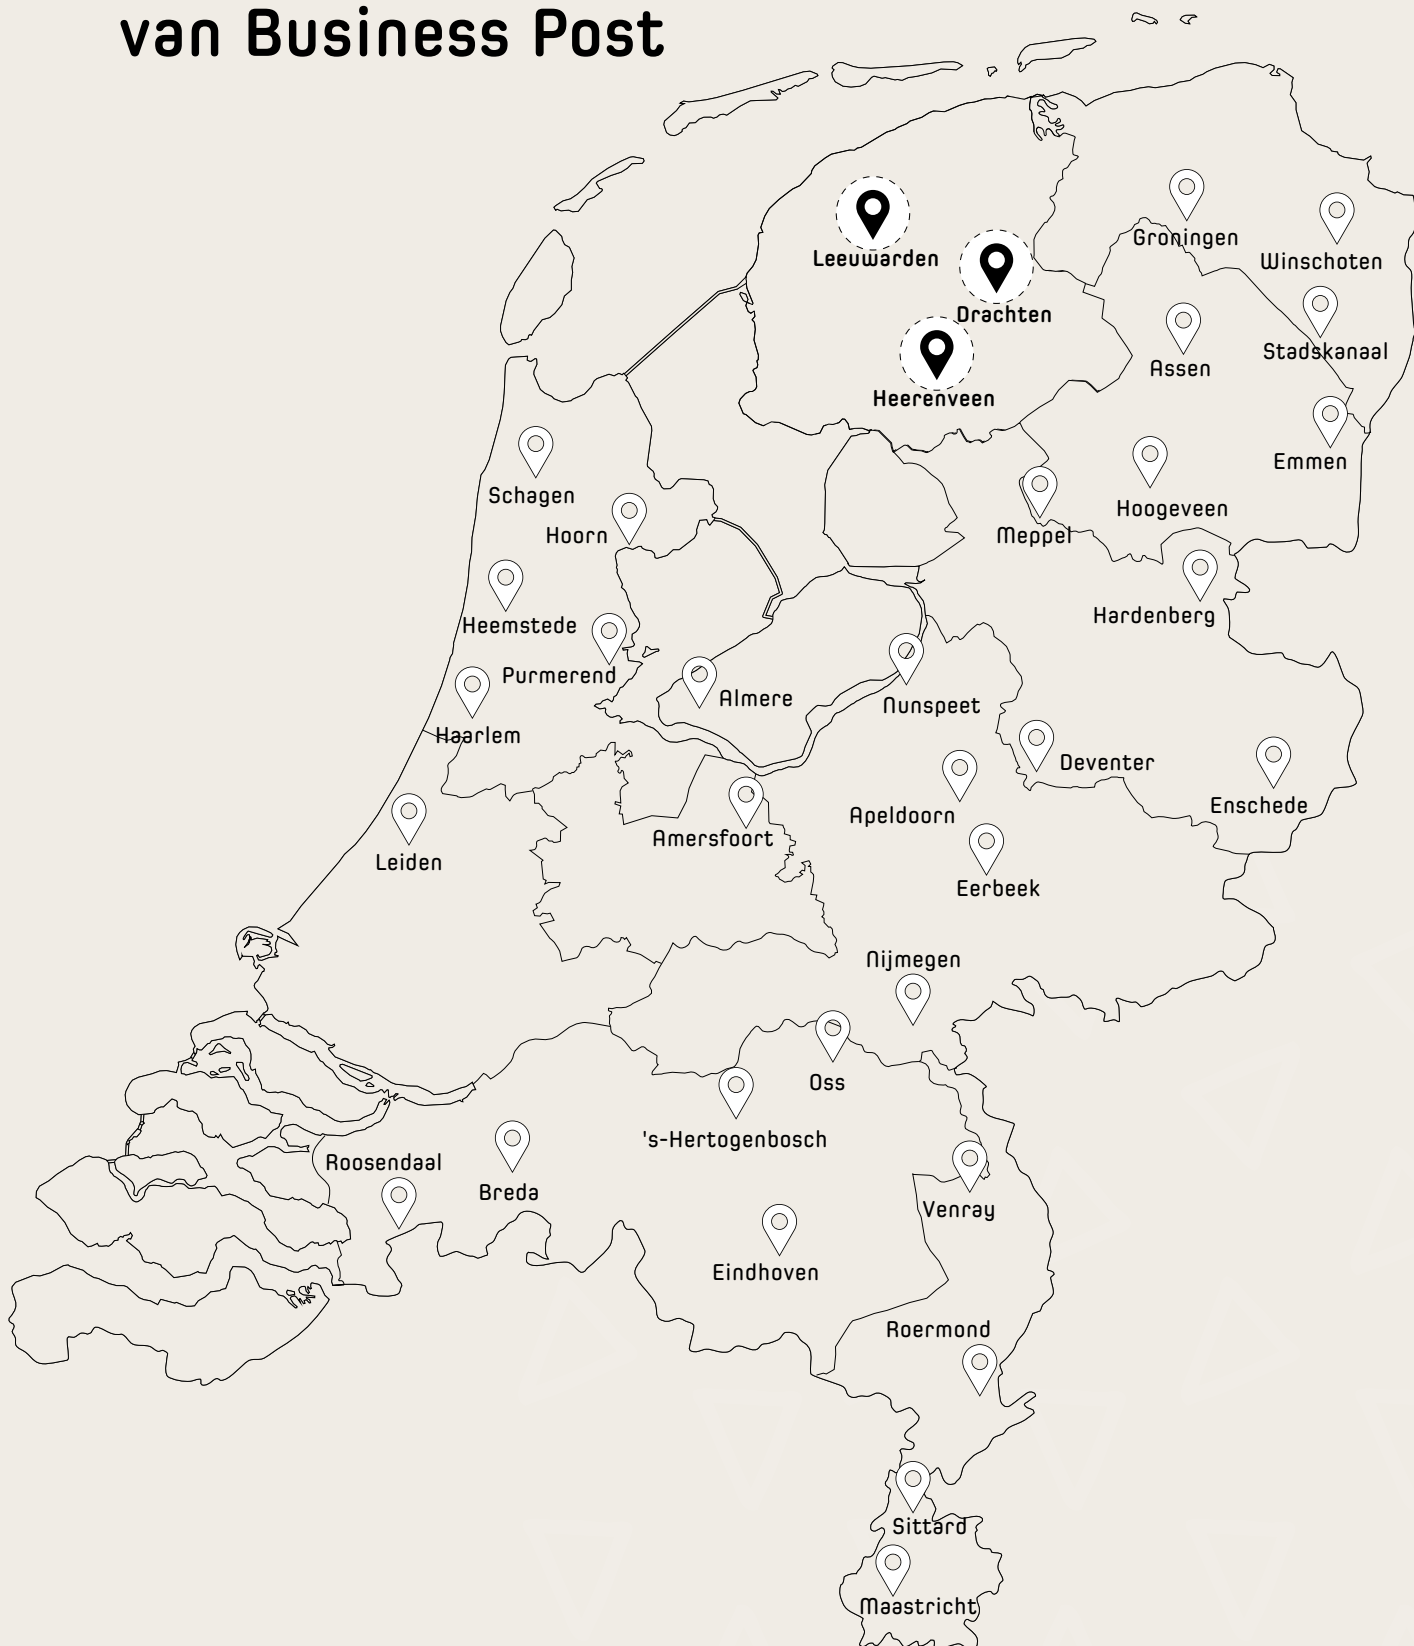 van Business Post
Leeuwarden
Groningen
Winschoten
Drachten
Stadskanaal
Assen
Heerenveen
Emmen
Schagen
Hoogeveen
Hoorn
Meppel
Hardenberg
Heemstede
Purmerend
Almere
Nunspeet
Haarlem
Deventer
Enschede
Apeldoorn
Amersfoort
Leiden
Eerbeek
Nijmegen
Oss
's-Hertogenbosch
Roosendaal
Breda
Venray
Eindhoven
Roermond
Sittard
Maastricht